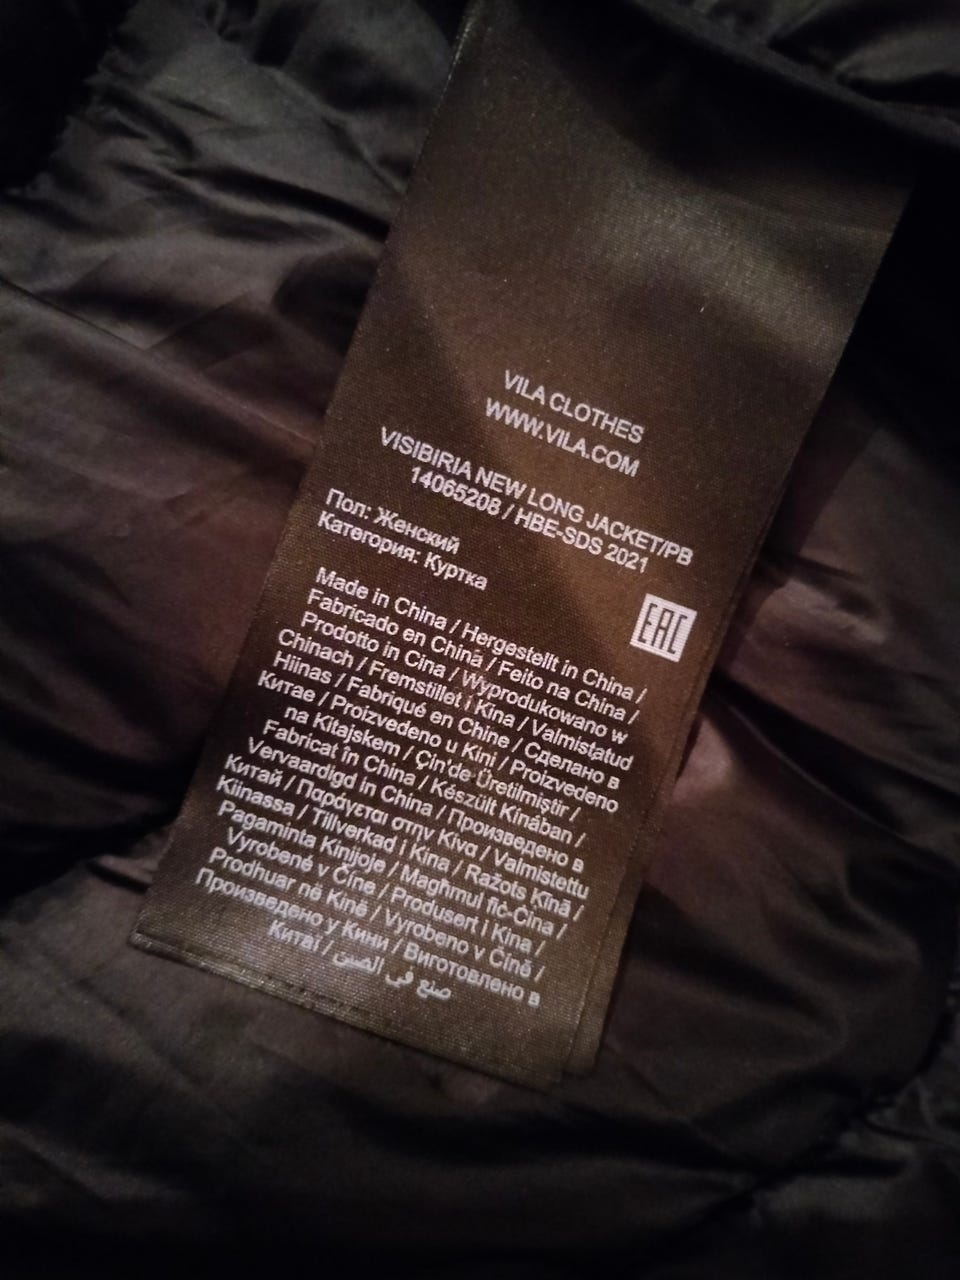 VILA CLOTHES
WWW.VILA.COM
VISIBIRIA NEW LONG JACKET/PB
14065208 / HBE-SDS 2021
Пол: Женский
Категория: Куртка
EAC
Made in China / Hergestellt in China /
Fabricado en China / Feito na China /
Prodotto in Cina / Wyprodukowano w
Chinach / Fremstillet i Kina / Valmistatud
Hiinas / Fabriqué en Chine / Сделано в
Китае / Proizvedeno u Kini / Proizvedeno
na Kitajskem / Çin'de Üretilmiştir /
Fabricat în China / Készült Kínában /
Vervaardigd in China / Произведено в
Китай / Παράγεται στην Κίνα / Valmistettu
Kiinassa / Tillverkad i Kina / Ražots Ķīnā /
Pagaminta Kinijoje / Magħmul fiċ-Ċina /
Vyrobené v Číne / Produsert i Kina /
Prodhuar në Kinë / Vyrobeno v Číně /
Произведено у Кини / Виготовлено в
Китаї / صنع في الصين